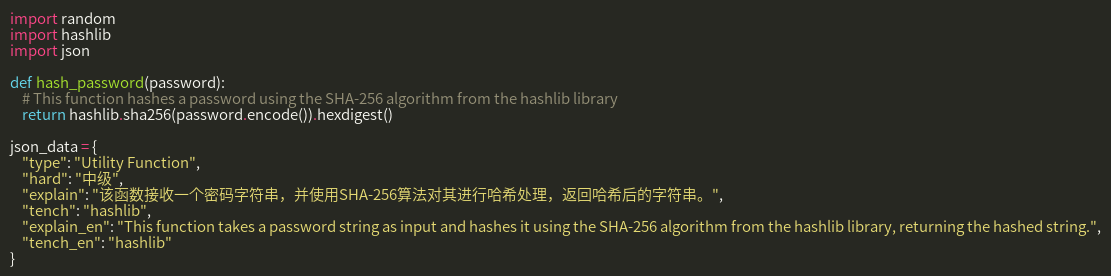 import random
import hashlib
import json

def hash_password(password):
    # This function hashes a password using the SHA-256 algorithm from the hashlib library
    return hashlib.sha256(password.encode()).hexdigest()

json_data = {
    "type": "Utility Function",
    "hard": "中级",
    "explain": "该函数接收一个密码字符串，并使用SHA-256算法对其进行哈希处理，返回哈希后的字符串。",
    "tench": "hashlib",
    "explain_en": "This function takes a password string as input and hashes it using the SHA-256 algorithm from the hashlib library, returning the hashed string.",
    "tench_en": "hashlib"
}